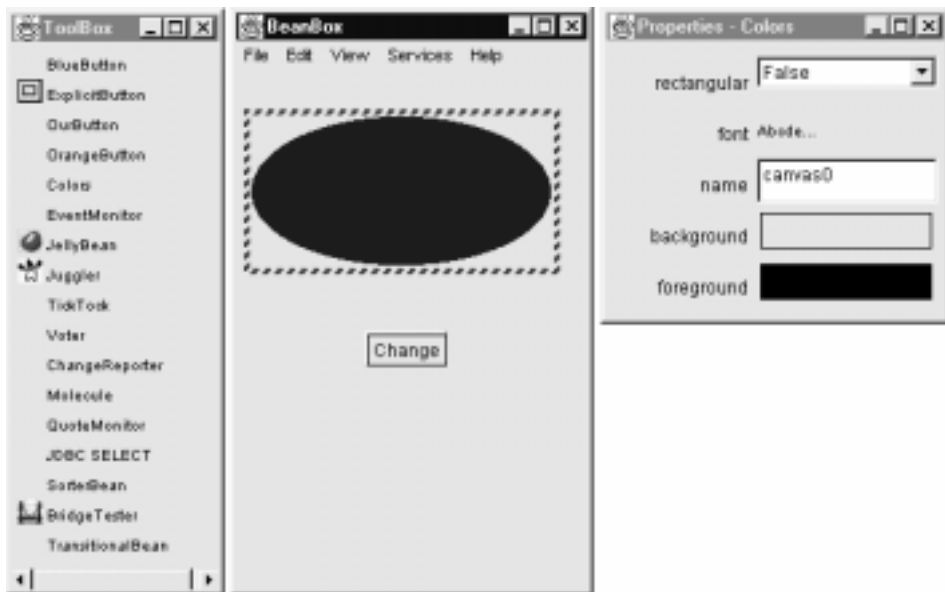 ToolBox
BlueButton
ExplicitButton
OurButton
OrangeButton
Colors
EventMonitor
JellyBean
Juggler
TickTock
Voter
ChangeReporter
Molecule
QuoteMonitor
JDBC SELECT
SorterBean
BridgeTester
TransitionalBean
BeanBox
File Edit View Services Help
Change
Properties - Colors
rectangular False
font Abcde...
name canvas0
background
foreground